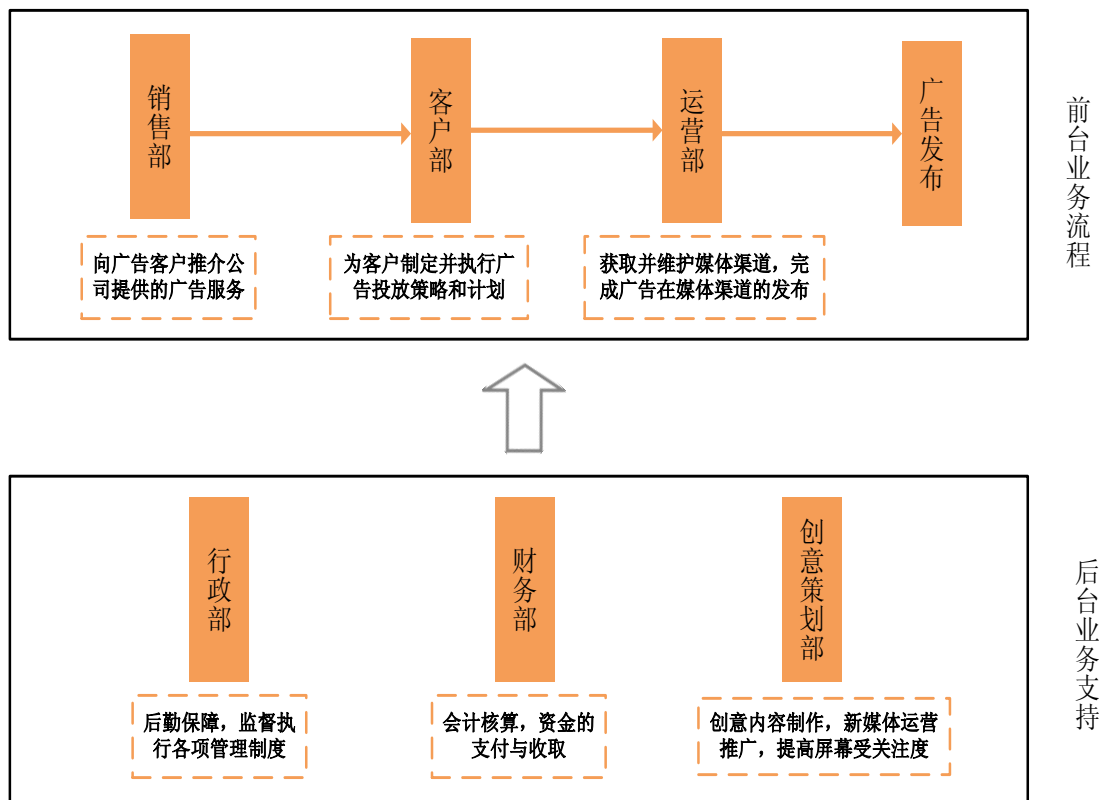 销售部
客户部
运营部
广告发布
向广告客户推介公
司提供的广告服务
为客户制定并执行广
告投放策略和计划
获取并维护媒体渠道，完
成广告在媒体渠道的发布
前台业务流程
行政部
财务部
创意策划部
后勤保障，监督执
行各项管理制度
会计核算，资金的
支付与收取
创意内容制作，新媒体运营
推广，提高屏幕受关注度
后台业务支持